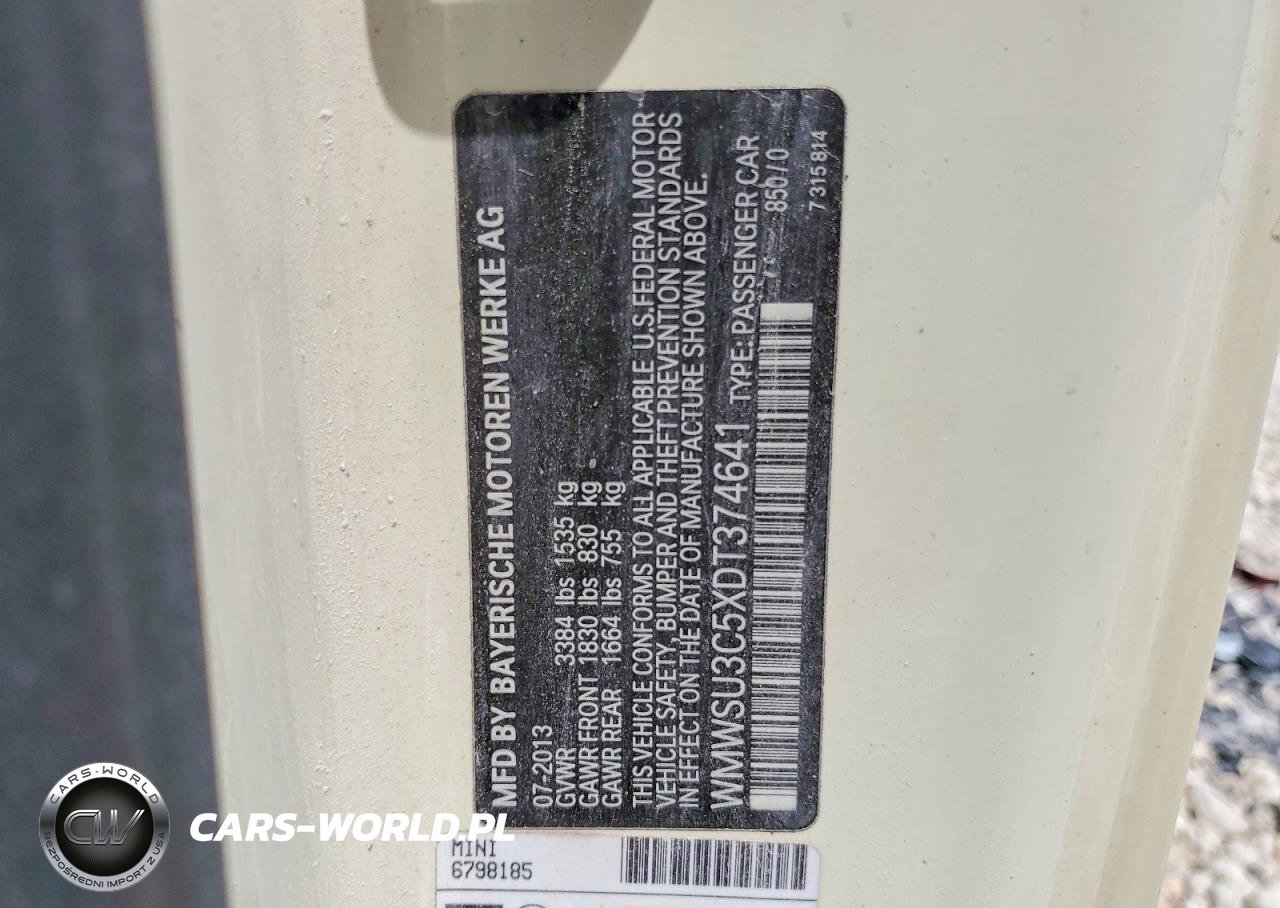 MFD BY BAYERISCHE MOTOREN WERKE AG
07-2013
GVWR 3384 lbs 1535 kg
GAWR FRONT 1830 lbs 830 kg
GAWR REAR 1664 lbs 755 kg
THIS VEHICLE CONFORMS TO ALL APPLICABLE U.S.FEDERAL MOTOR
VEHICLE SAFETY, BUMPER AND THEFT PREVENTION STANDARDS
IN EFFECT ON THE DATE OF MANUFACTURE SHOWN ABOVE.
WMWSU3C5XDT374641 TYPE:PASSENGER CAR
850/0
7315814
MINI
6798185
CARS-WORLD
CW
BEZPOŚREDNI IMPORT Z USA
CARS-WORLD.PL